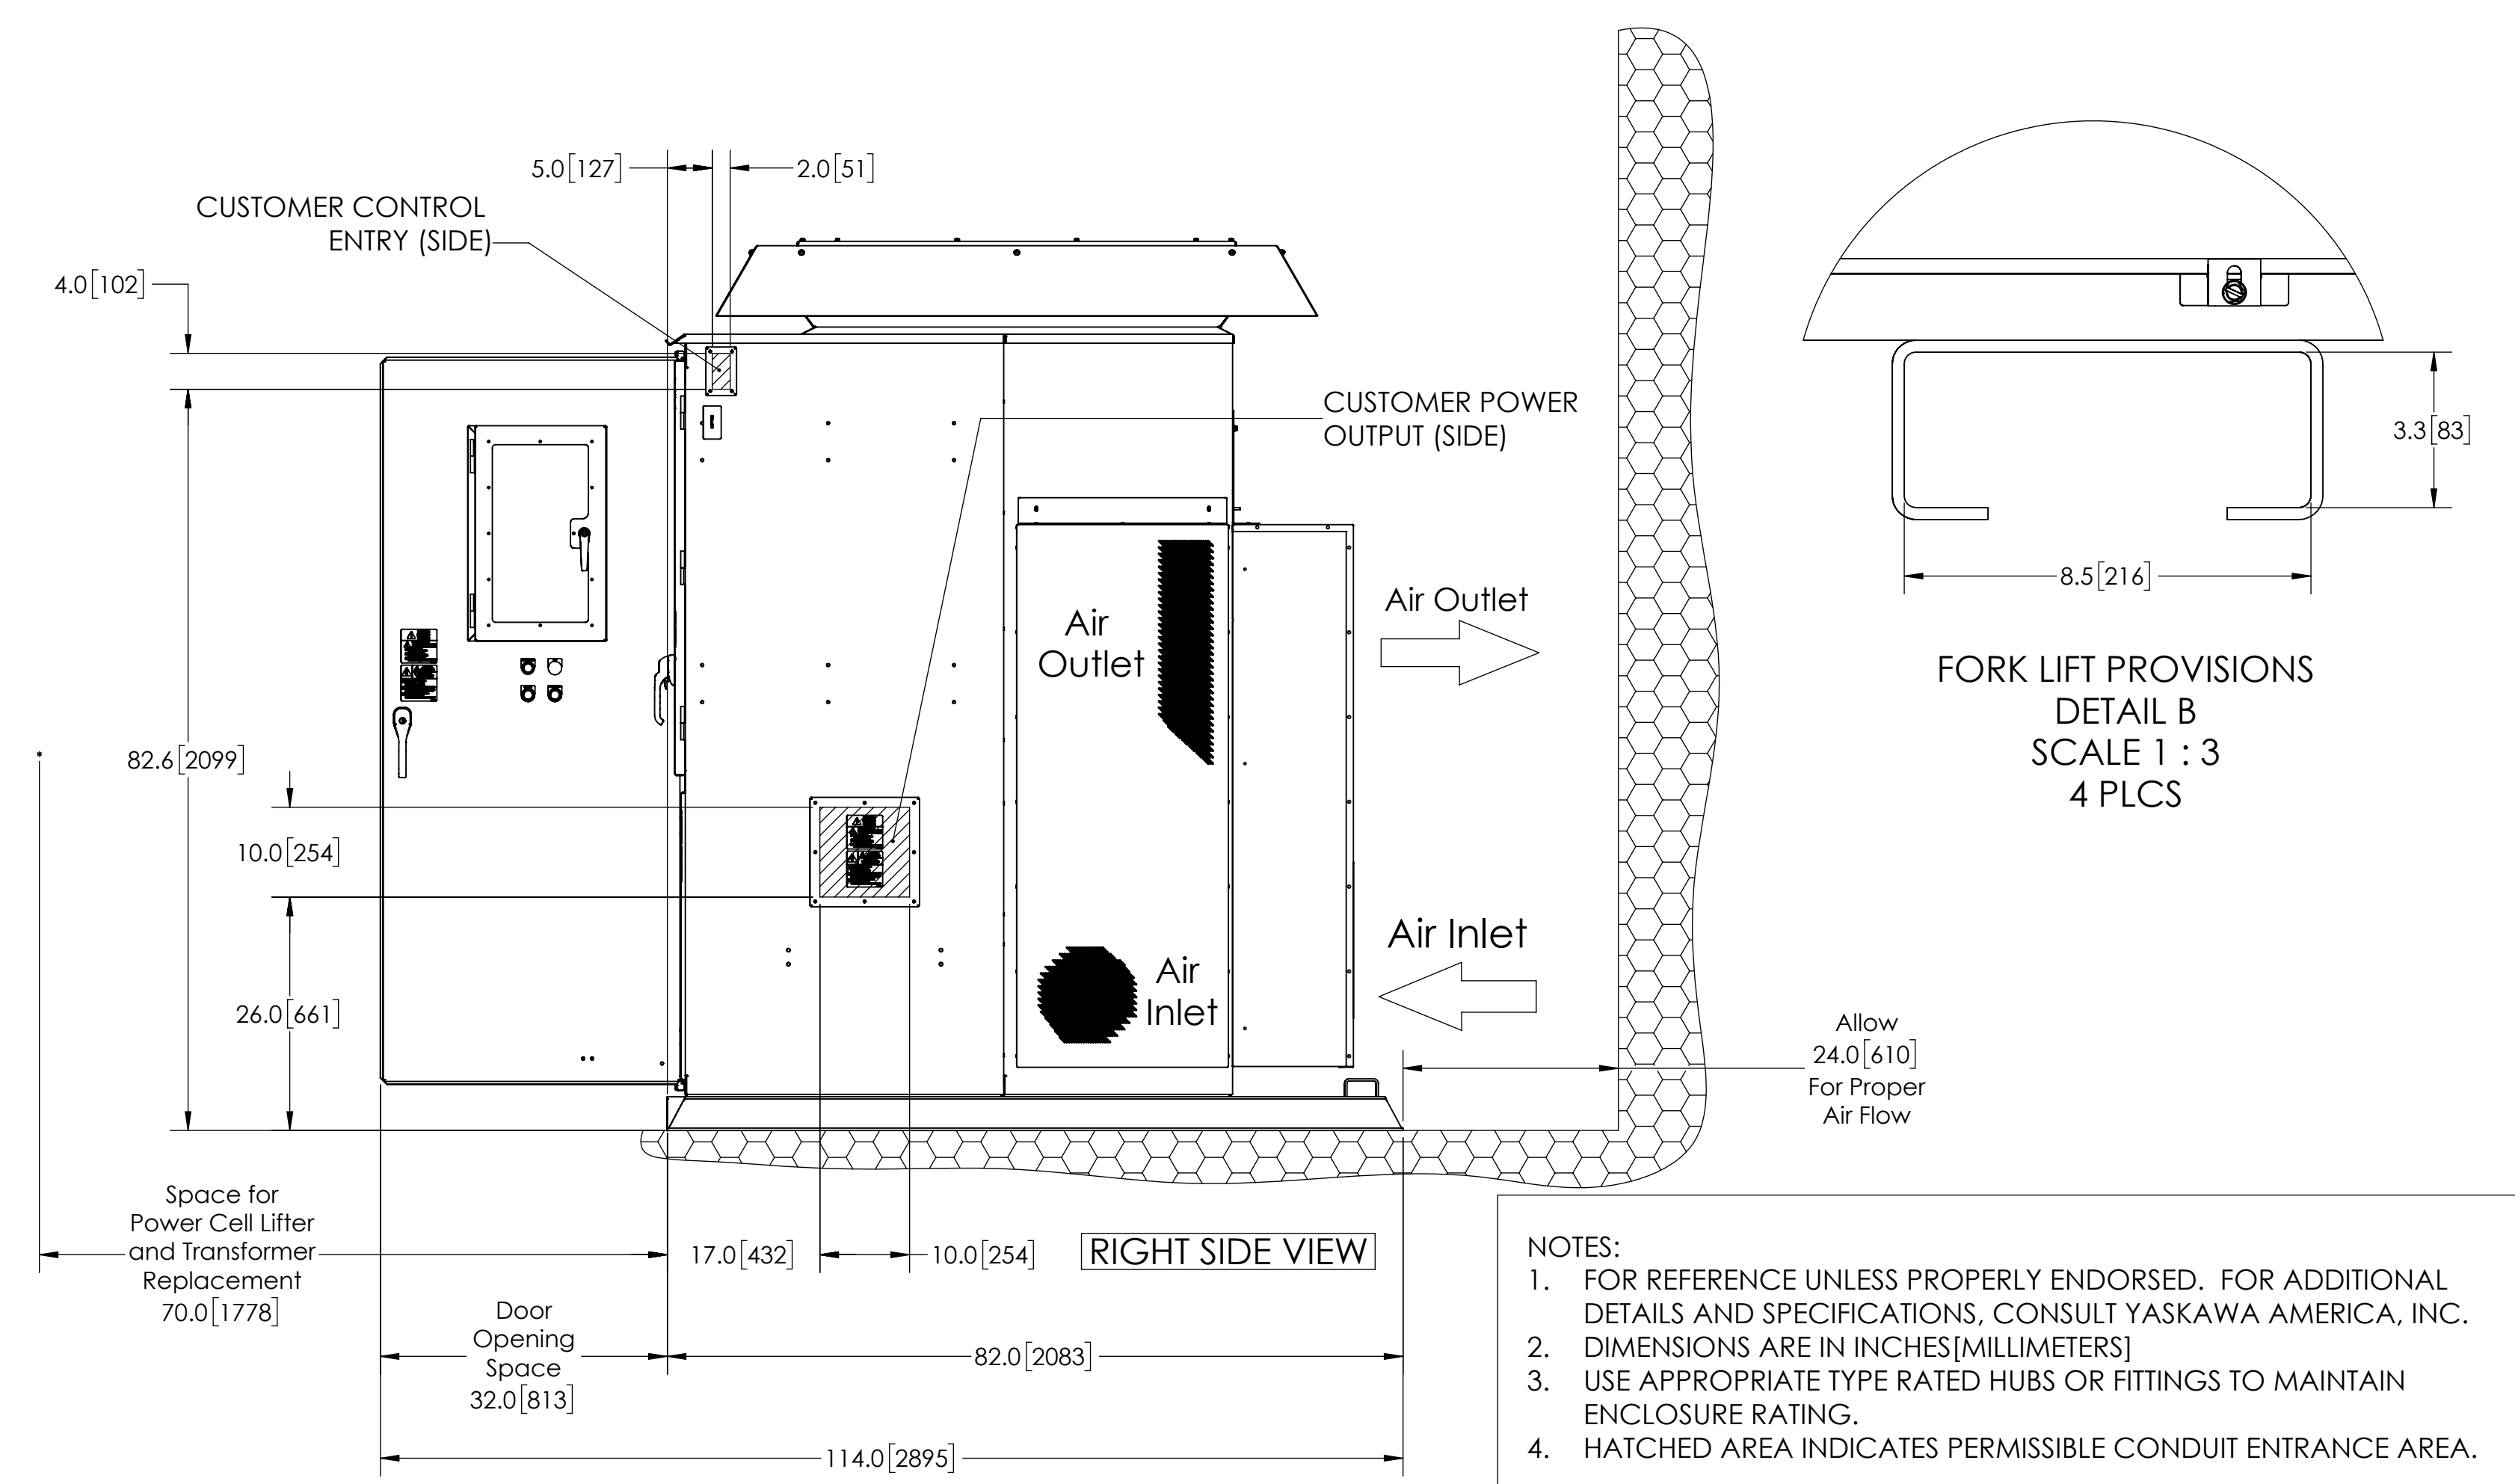 5.0[127]
2.0[51]
CUSTOMER CONTROL
ENTRY (SIDE)
4.0[102]
CUSTOMER POWER
OUTPUT (SIDE)
3.3[83]
8.5[216]
Air Outlet
Air
Outlet
FORK LIFT PROVISIONS
DETAIL B
SCALE 1 : 3
4 PLCS
82.6[2099]
10.0[254]
Air Inlet
Air
Inlet
26.0[661]
Allow
24.0[610]
For Proper
Air Flow
Space for
Power Cell Lifter
and Transformer
Replacement
70.0[1778]
17.0[432]
10.0[254]
RIGHT SIDE VIEW
Door
Opening
Space
32.0[813]
82.0[2083]
114.0[2895]
NOTES:
1. FOR REFERENCE UNLESS PROPERLY ENDORSED. FOR ADDITIONAL
DETAILS AND SPECIFICATIONS, CONSULT YASKAWA AMERICA, INC.
2. DIMENSIONS ARE IN INCHES[MILLIMETERS]
3. USE APPROPRIATE TYPE RATED HUBS OR FITTINGS TO MAINTAIN
ENCLOSURE RATING.
4. HATCHED AREA INDICATES PERMISSIBLE CONDUIT ENTRANCE AREA.